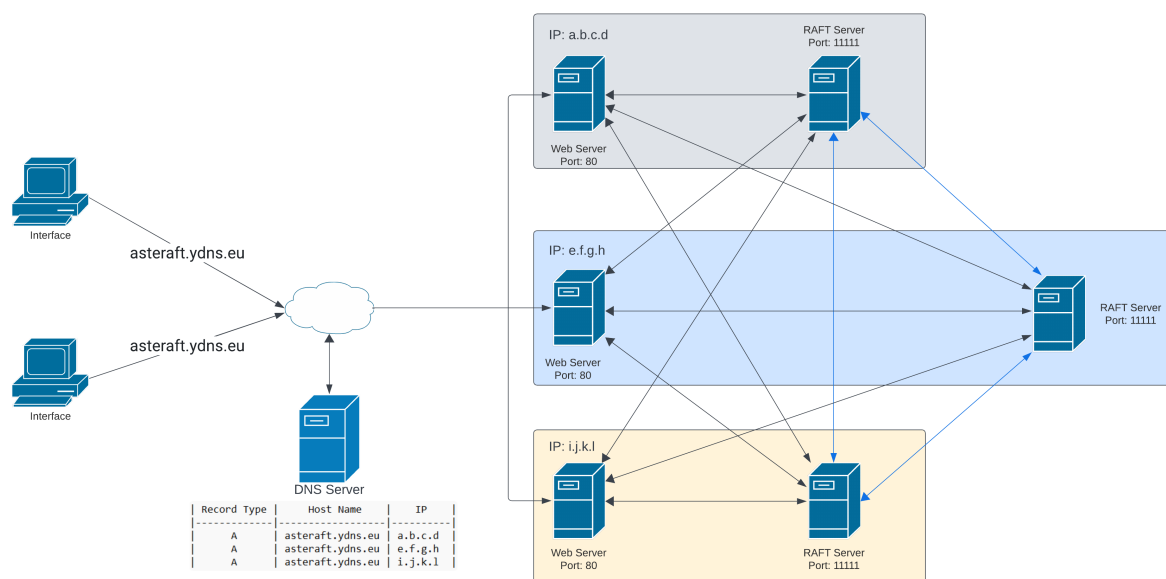 IP: a.b.c.d
RAFT Server
Port: 11111
Web Server
Port: 80
Interface
asteraft.ydns.eu
IP: e.f.g.h
RAFT Server
Port: 11111
Web Server
Port: 80
asteraft.ydns.eu
Interface
IP: i.j.k.l
Web Server
Port: 80
RAFT Server
Port: 11111
DNS Server
| Record Type | Host Name | IP |
|-------------|------------------|----------|
| A | asteraft.ydns.eu | a.b.c.d |
| A | asteraft.ydns.eu | e.f.g.h |
| A | asteraft.ydns.eu | i.j.k.l |